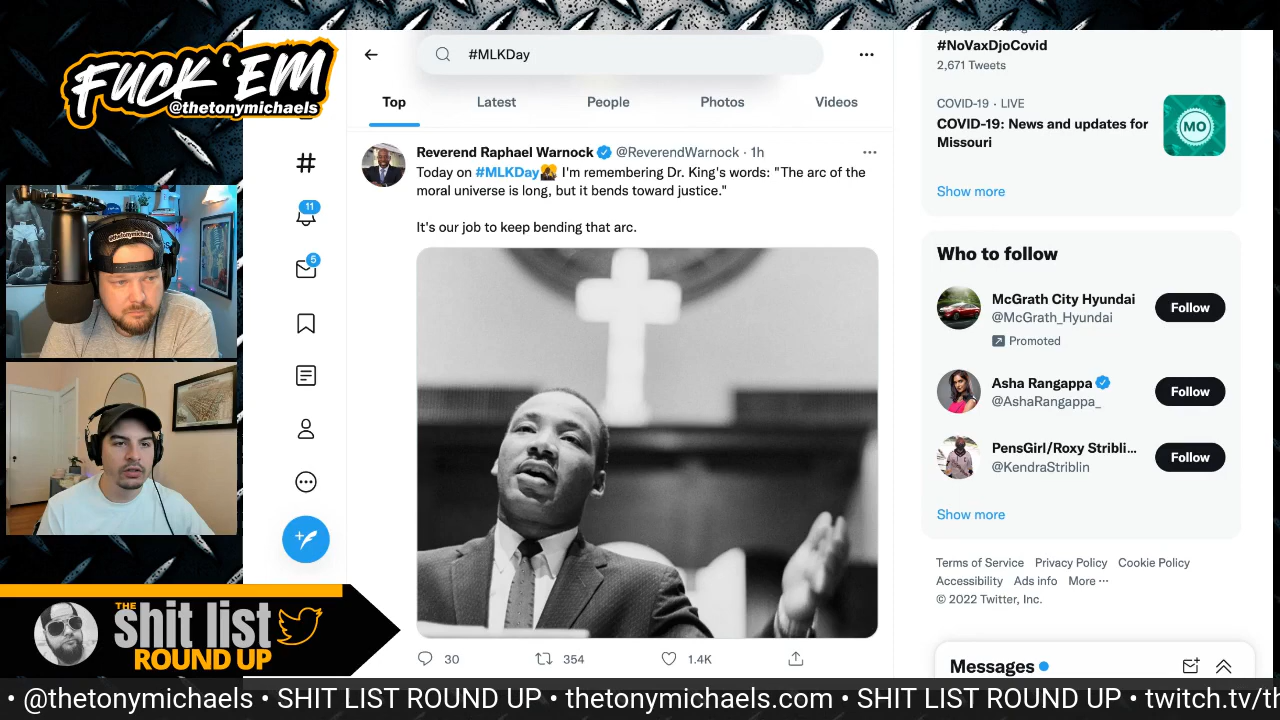 FUCK'EM
@thetonymichaels
#MLKDay
Top
Latest
People
Photos
Videos
Reverend Raphael Warnock @ReverendWarnock · 1h
Today on #MLKDay I'm remembering Dr. King's words: "The arc of the
moral universe is long, but it bends toward justice."
It's our job to keep bending that arc.
30
354
1.4K
11
5
#NoVaxDjoCovid
2,671 Tweets
COVID-19 · LIVE
COVID-19: News and updates for
Missouri
MO
Show more
Who to follow
McGrath City Hyundai
@McGrath_Hyundai
Promoted
Follow
Asha Rangappa
@AshaRangappa_
Follow
PensGirl/Roxy Stribli...
@KendraStriblin
Follow
Show more
Terms of Service Privacy Policy Cookie Policy
Accessibility Ads info More ···
© 2022 Twitter, Inc.
Messages
THE
shit list
ROUND UP
• @thetonymichaels • SHIT LIST ROUND UP • thetonymichaels.com • SHIT LIST ROUND UP • twitch.tv/th